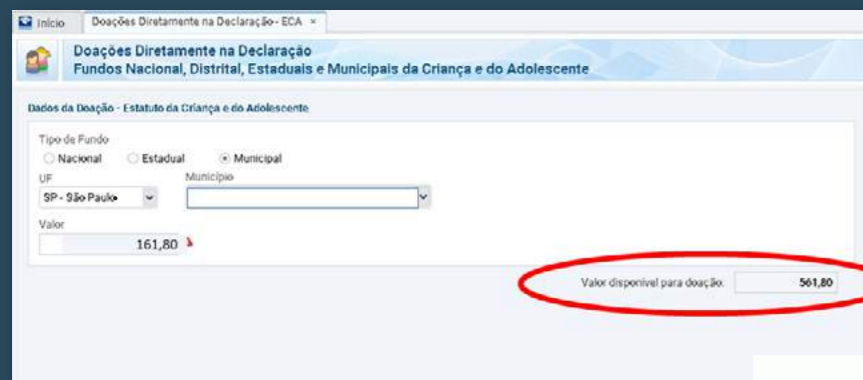 Início Doações Diretamente na Declaração - ECA ×
Doações Diretamente na Declaração
Fundos Nacional, Distrital, Estaduais e Municipais da Criança e do Adolescente
Dados da Doação - Estatuto da Criança e do Adolescente
Tipo de Fundo
Nacional Estadual Municipal
UF Município
SP - São Paulo
Valor
161,80
Valor disponível para doação: 561,80